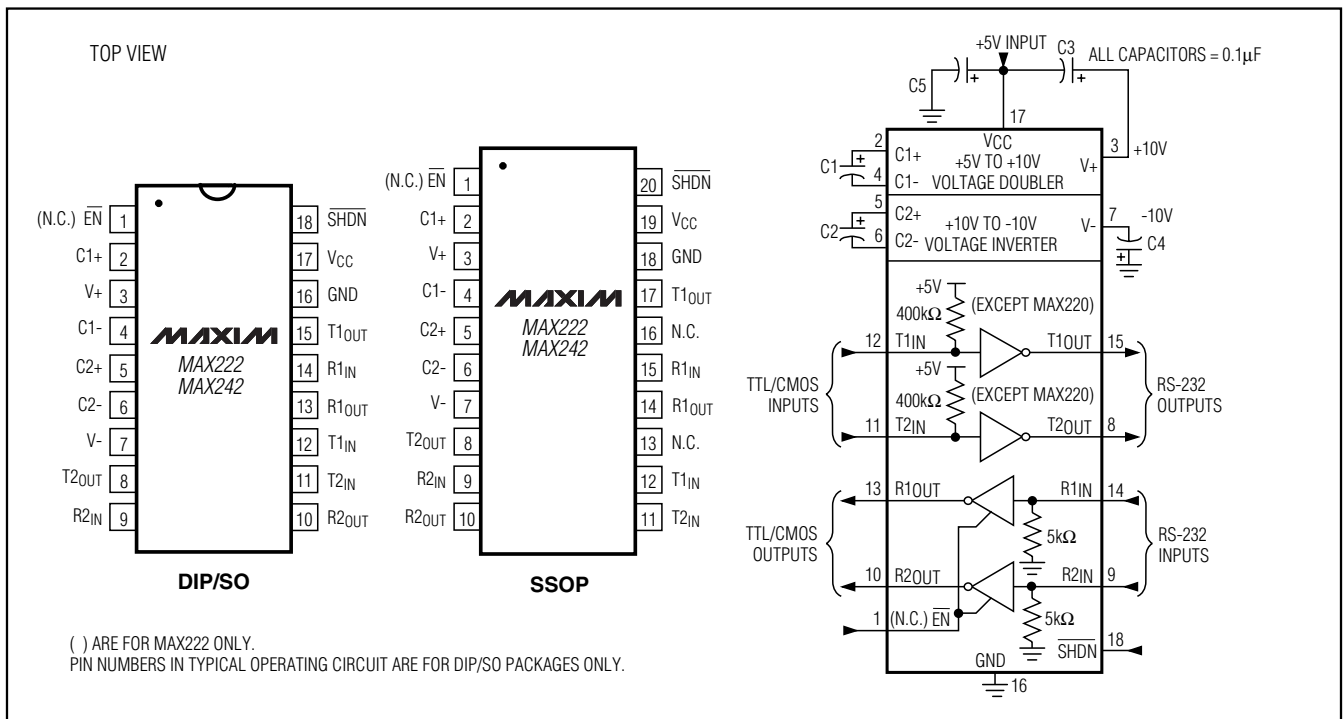 TOP VIEW
(N.C.) EN 1
C1+ 2
V+ 3
C1- 4
C2+ 5
C2- 6
V- 7
T2OUT 8
R2IN 9
18 SHDN
17 VCC
16 GND
15 T1OUT
14 R1IN
13 R1OUT
12 T1IN
11 T2IN
10 R2OUT
MAXIM
MAX222
MAX242
DIP/SO
(N.C.) EN 1
C1+ 2
V+ 3
C1- 4
C2+ 5
C2- 6
V- 7
T2OUT 8
R2IN 9
R2OUT 10
20 SHDN
19 VCC
18 GND
17 T1OUT
16 N.C.
15 R1IN
14 R1OUT
13 N.C.
12 T1IN
11 T2IN
MAXIM
MAX222
MAX242
SSOP
( ) ARE FOR MAX222 ONLY.
PIN NUMBERS IN TYPICAL OPERATING CIRCUIT ARE FOR DIP/SO PACKAGES ONLY.
+5V INPUT
C3
ALL CAPACITORS = 0.1µF
C5
+
+
17
VCC
2
C1+
+5V TO +10V
VOLTAGE DOUBLER
V+
3
+10V
C1
+
4
C1-
5
C2+
+10V TO -10V
VOLTAGE INVERTER
V-
7
-10V
C2
+
6
C2-
C4
+
+5V
400kΩ
(EXCEPT MAX220)
12
T1IN
T1OUT
15
TTL/CMOS
INPUTS
+5V
400kΩ
(EXCEPT MAX220)
RS-232
OUTPUTS
11
T2IN
T2OUT
8
13
R1OUT
R1IN
14
TTL/CMOS
OUTPUTS
5kΩ
RS-232
INPUTS
10
R2OUT
R2IN
9
1
(N.C.) EN
5kΩ
SHDN
18
GND
16